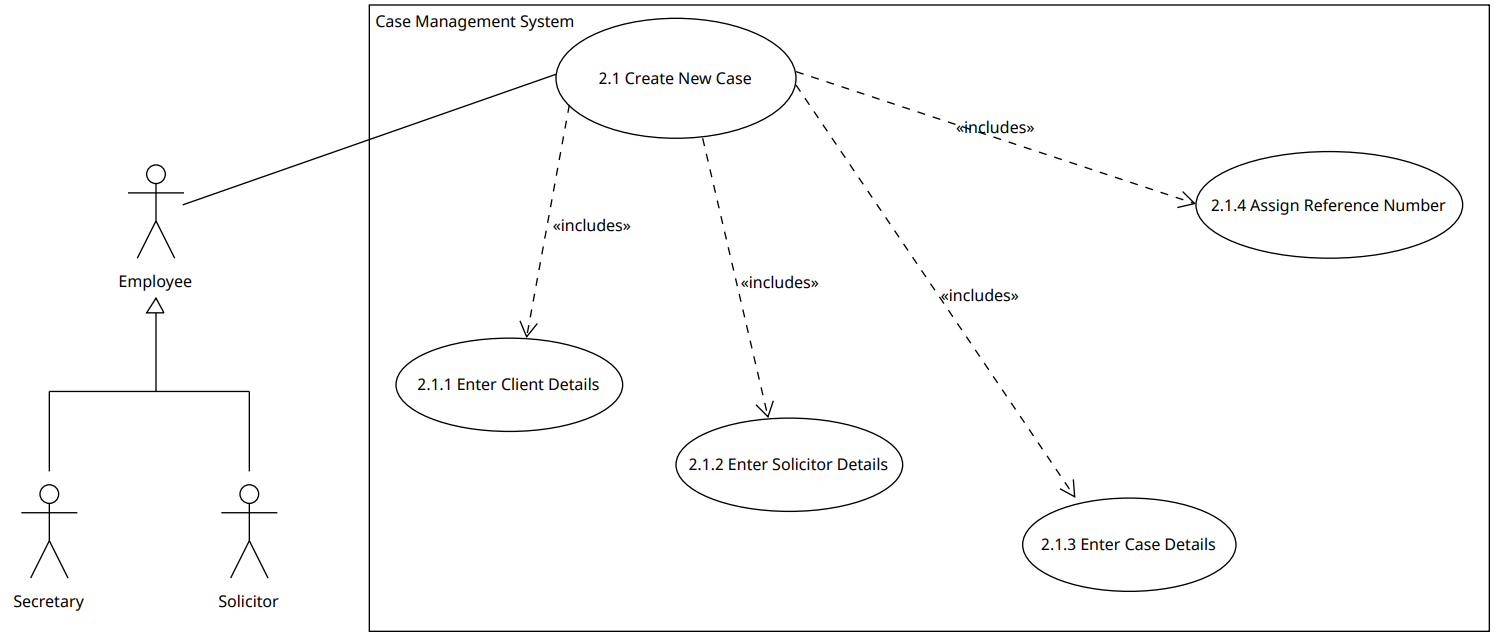 Case Management System
2.1 Create New Case
«includes»
2.1.4 Assign Reference Number
«includes»
Employee
«includes»
«includes»
2.1.1 Enter Client Details
2.1.2 Enter Solicitor Details
2.1.3 Enter Case Details
Secretary
Solicitor